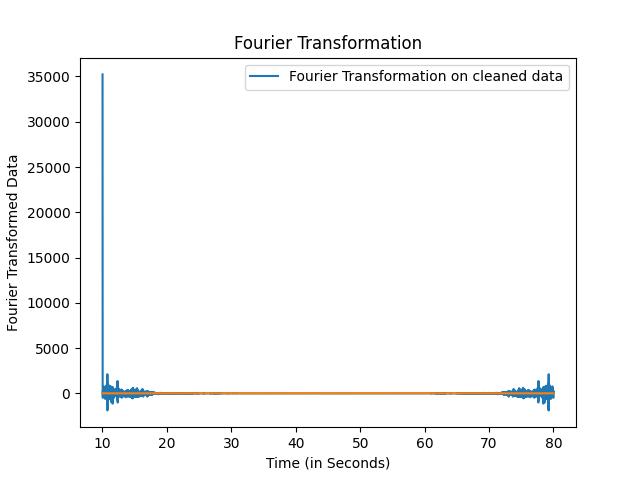 Fourier Transformation
Fourier Transformation on cleaned data
Fourier Transformed Data
35000
30000
25000
20000
15000
10000
5000
0
10 20 30 40 50 60 70 80
Time (in Seconds)